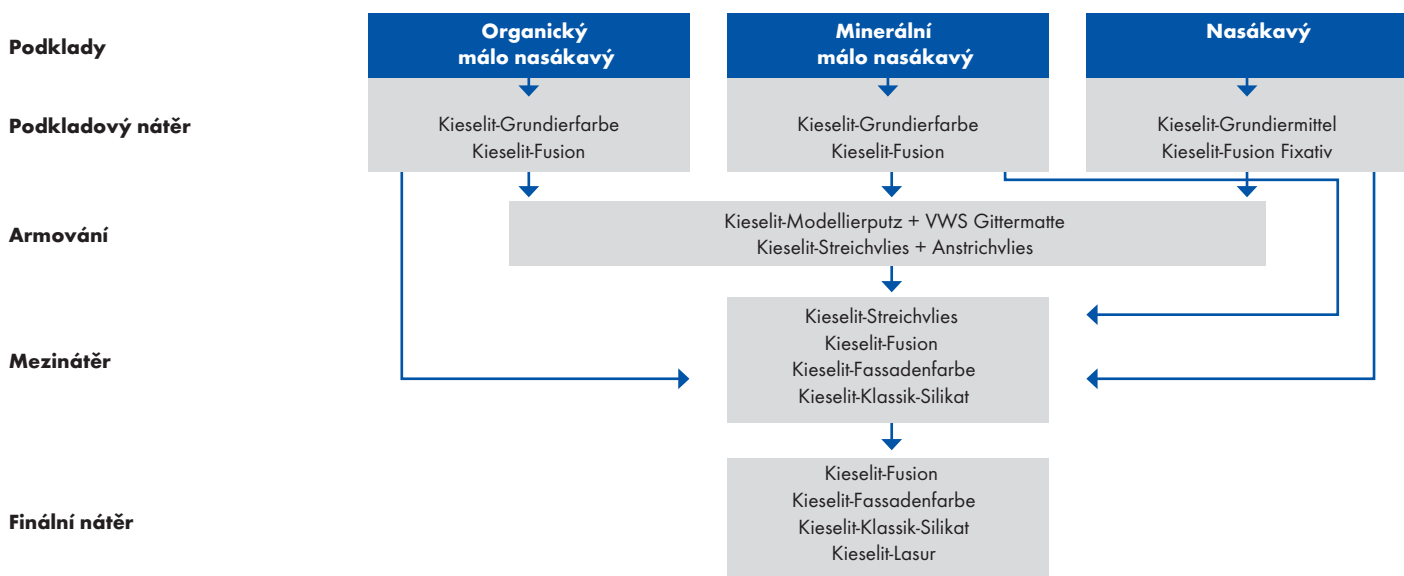 Podklady
Organický
málo nasákavý
Minerální
málo nasákavý
Nasákavý
Podkladový nátěr
Kieselit-Grundierfarbe
Kieselit-Fusion
Kieselit-Grundierfarbe
Kieselit-Fusion
Kieselit-Grundiermittel
Kieselit-Fusion Fixativ
Armování
Kieselit-Modellierputz + VWS Gittermatte
Kieselit-Streichvlies + Anstrichvlies
Mezinátěr
Kieselit-Streichvlies
Kieselit-Fusion
Kieselit-Fassadenfarbe
Kieselit-Klassik-Silikat
Finální nátěr
Kieselit-Fusion
Kieselit-Fassadenfarbe
Kieselit-Klassik-Silikat
Kieselit-Lasur